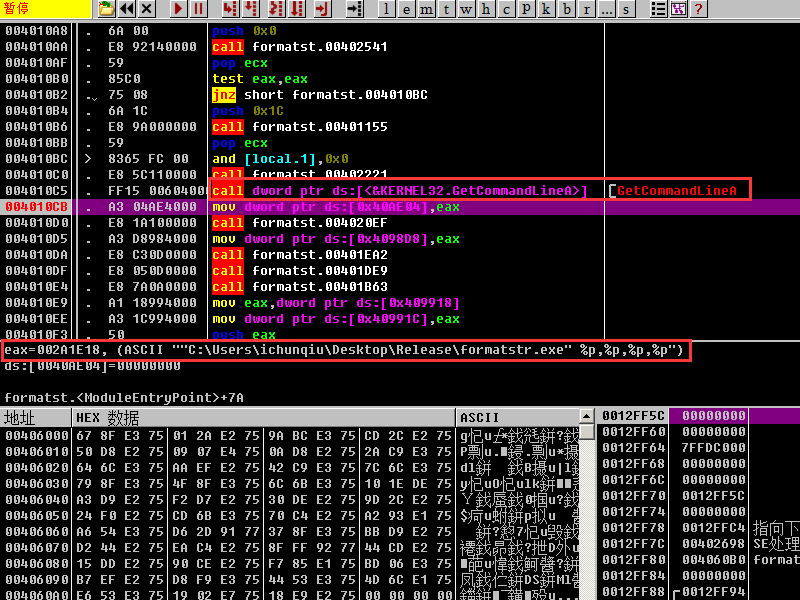 暂停 l e m t w h c P k b r ... s ?
004010A8 . 6A 00 push 0x0
004010AA . E8 92140000 call formatst.00402541
004010AF . 59 pop ecx
004010B0 . 85C0 test eax,eax
004010B2 . 75 08 jnz short formatst.004010BC
004010B4 . 6A 1C push 0x1C
004010B6 . E8 9A000000 call formatst.00401155
004010BB . 59 pop ecx
004010BC > 8365 FC 00 and [local.1],0x0
004010C0 . E8 5C110000 call formatst.00402221
004010C5 . FF15 00604000 call dword ptr ds:[<&KERNEL32.GetCommandLineA>] [GetCommandLineA
004010CB . A3 04AE4000 mov dword ptr ds:[0x40AE04],eax
004010D0 . E8 1A100000 call formatst.004020EF
004010D5 . A3 D8984000 mov dword ptr ds:[0x4098D8],eax
004010DA . E8 C30D0000 call formatst.00401EA2
004010DF . E8 050D0000 call formatst.00401DE9
004010E4 . E8 7A0A0000 call formatst.00401B63
004010E9 . A1 18994000 mov eax,dword ptr ds:[0x409918]
004010EE . A3 1C994000 mov dword ptr ds:[0x40991C],eax
004010F3 . 50 push eax
eax=002A1E18, (ASCII ""C:\Users\ichunqiu\Desktop\Release\formatstr.exe" %p,%p,%p,%p")
ds:[0040AE04]=00000000
formatst.<ModuleEntryPoint>+7A
地址 HEX 数据 ASCII
00406000 67 8F E3 75 01 2A E2 75 9A BC E3 75 CD 2C E2 75
00406010 50 D8 E2 75 09 07 E4 75 0A D8 E2 75 2A C9 E3 75
00406020 64 6C E3 75 AA EF E2 75 42 C9 E3 75 7C 6C E3 75
00406030 79 8F E3 75 4F 8F E3 75 6C 6B E3 75 10 1E DE 75
00406040 A3 D9 E2 75 F2 D7 E2 75 30 DE E2 75 9D 2C E2 75
00406050 24 F0 E2 75 CD 6B E3 75 70 C4 E2 75 A2 93 E1 75
00406060 A6 54 E3 75 D6 2D 91 77 37 8F E3 75 BB D9 E2 75
00406070 D2 44 E2 75 EA C4 E2 75 8F FF 92 77 44 CD E2 75
00406080 15 DD E2 75 90 CE E2 75 F7 85 E1 75 BD 06 E3 75
00406090 B7 EF E2 75 D8 F9 E3 75 44 53 E3 75 4D 6C E1 75
004060A0 E6 53 E3 75 19 02 E7 75 18 E9 E2 75 00 00 00 00
0012FF5C 00000000
0012FF60 00000000
0012FF64 7FFDC000
0012FF68 00000000
0012FF6C 00000000
0012FF70 0012FF5C
0012FF74 00000000
0012FF78 0012FFC4 指向下
0012FF7C 00402698 SE处理
0012FF80 004060B0 format
0012FF84 00000000
0012FF88 0012FF94